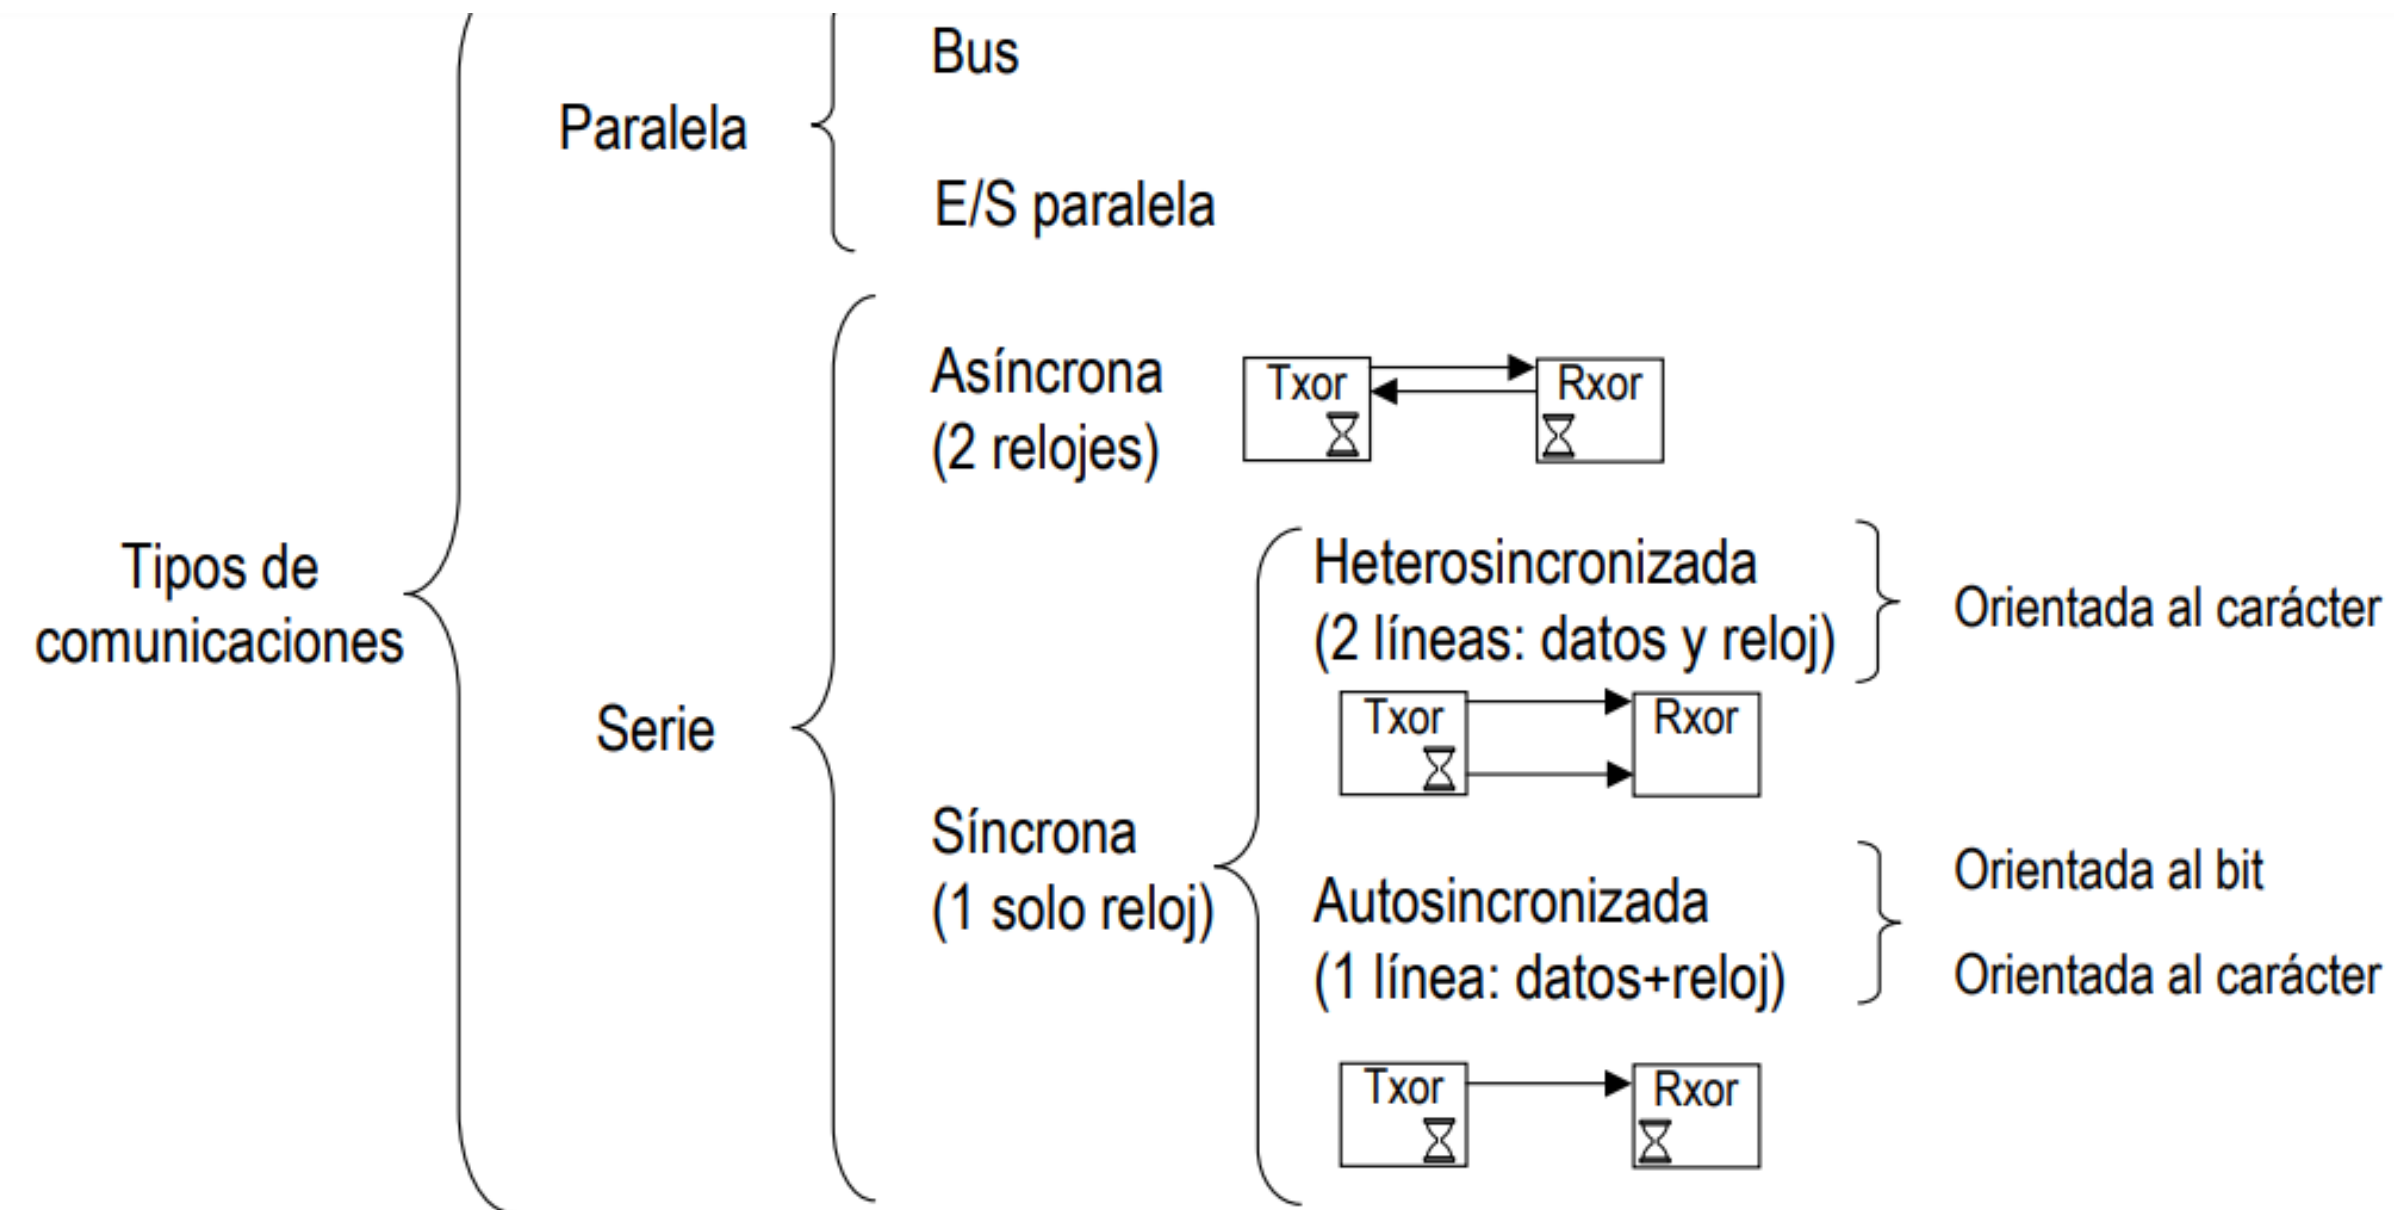 Bus
Paralela
E/S paralela
Asíncrona
(2 relojes)
Txor
Rxor
Tipos de
comunicaciones
Heterosincronizada
(2 líneas: datos y reloj)
Orientada al carácter
Txor
Rxor
Serie
Síncrona
(1 solo reloj)
Autosincronizada
(1 línea: datos+reloj)
Orientada al bit
Orientada al carácter
Txor
Rxor